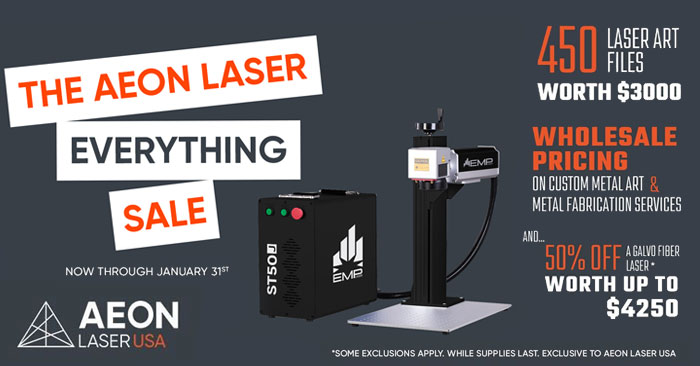 THE AEON LASER
EVERYTHING
SALE
NOW THROUGH JANUARY 31ST
AEON
LASER USA
ST50J
EMP
EMP
450 LASER ART
FILES
WORTH $3000
WHOLESALE
PRICING
ON CUSTOM METAL ART &
METAL FABRICATION SERVICES
AND...
50% OFF A GALVO FIBER
LASER *
WORTH UP TO
$4250
*SOME EXCLUSIONS APPLY. WHILE SUPPLIES LAST. EXCLUSIVE TO AEON LASER USA